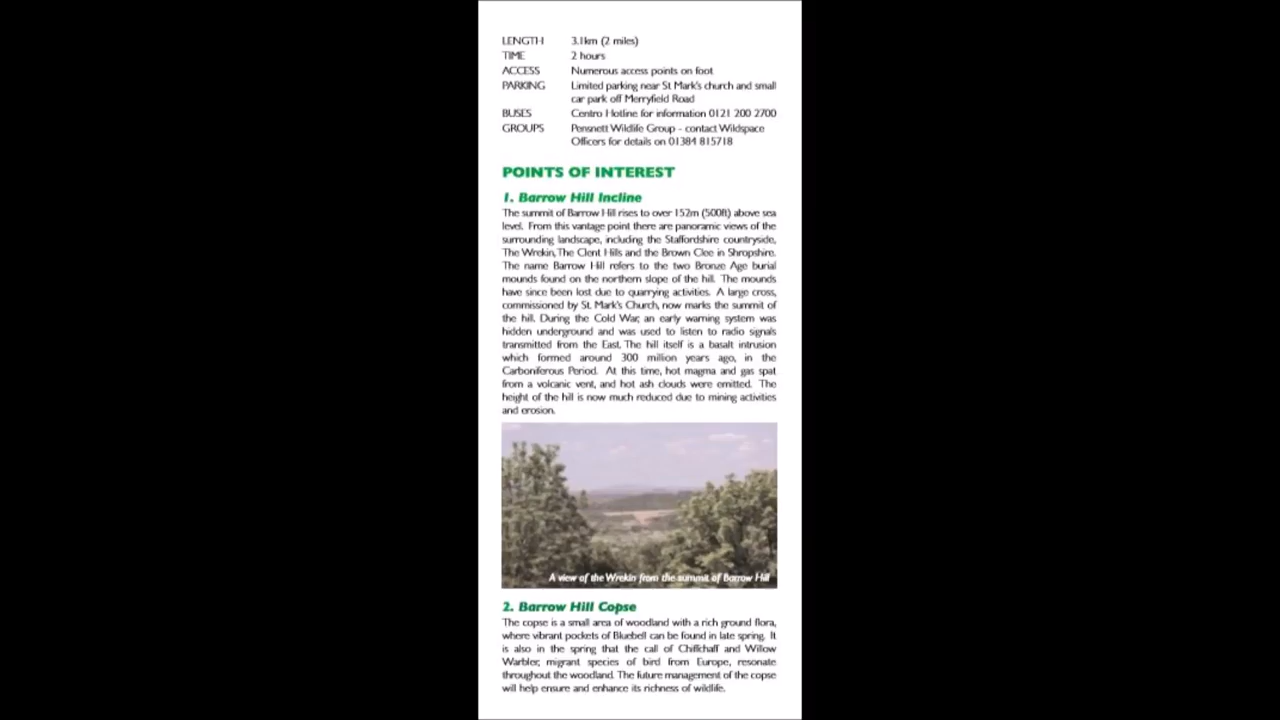 LENGTH 3.1km (2 miles)
TIME 2 hours
ACCESS Numerous access points on foot
PARKING Limited parking near St Mark's church and small
car park off Merryfield Road
BUSES Centro Hotline for information 0121 200 2700
GROUPS Pensnett Wildlife Group - contact Wildspace
Officers for details on 01384 815718
POINTS OF INTEREST
1. Barrow Hill Incline
The summit of Barrow Hill rises to over 152m (500ft) above sea
level. From this vantage point there are panoramic views of the
surrounding landscape, including the Staffordshire countryside,
The Wrekin, The Clent Hills and the Brown Clee in Shropshire.
The name Barrow Hill refers to the two Bronze Age burial
mounds found on the northern slope of the hill. The mounds
have since been lost due to quarrying activities. A large cross,
commissioned by St. Mark's Church, now marks the summit of
the hill. During the Cold War, an early warning system was
hidden underground and was used to listen to radio signals
transmitted from the East. The hill itself is a basalt intrusion
which formed around 300 million years ago, in the
Carboniferous Period. At this time, hot magma and gas spat
from a volcanic vent, and hot ash clouds were emitted. The
height of the hill is now much reduced due to mining activities
and erosion.
A view of the Wrekin from the summit of Barrow Hill
2. Barrow Hill Copse
The copse is a small area of woodland with a rich ground flora,
where vibrant pockets of Bluebell can be found in late spring. It
is also in the spring that the call of Chiffchaff and Willow
Warbler, migrant species of bird from Europe, resonate
throughout the woodland. The future management of the copse
will help ensure and enhance its richness of wildlife.